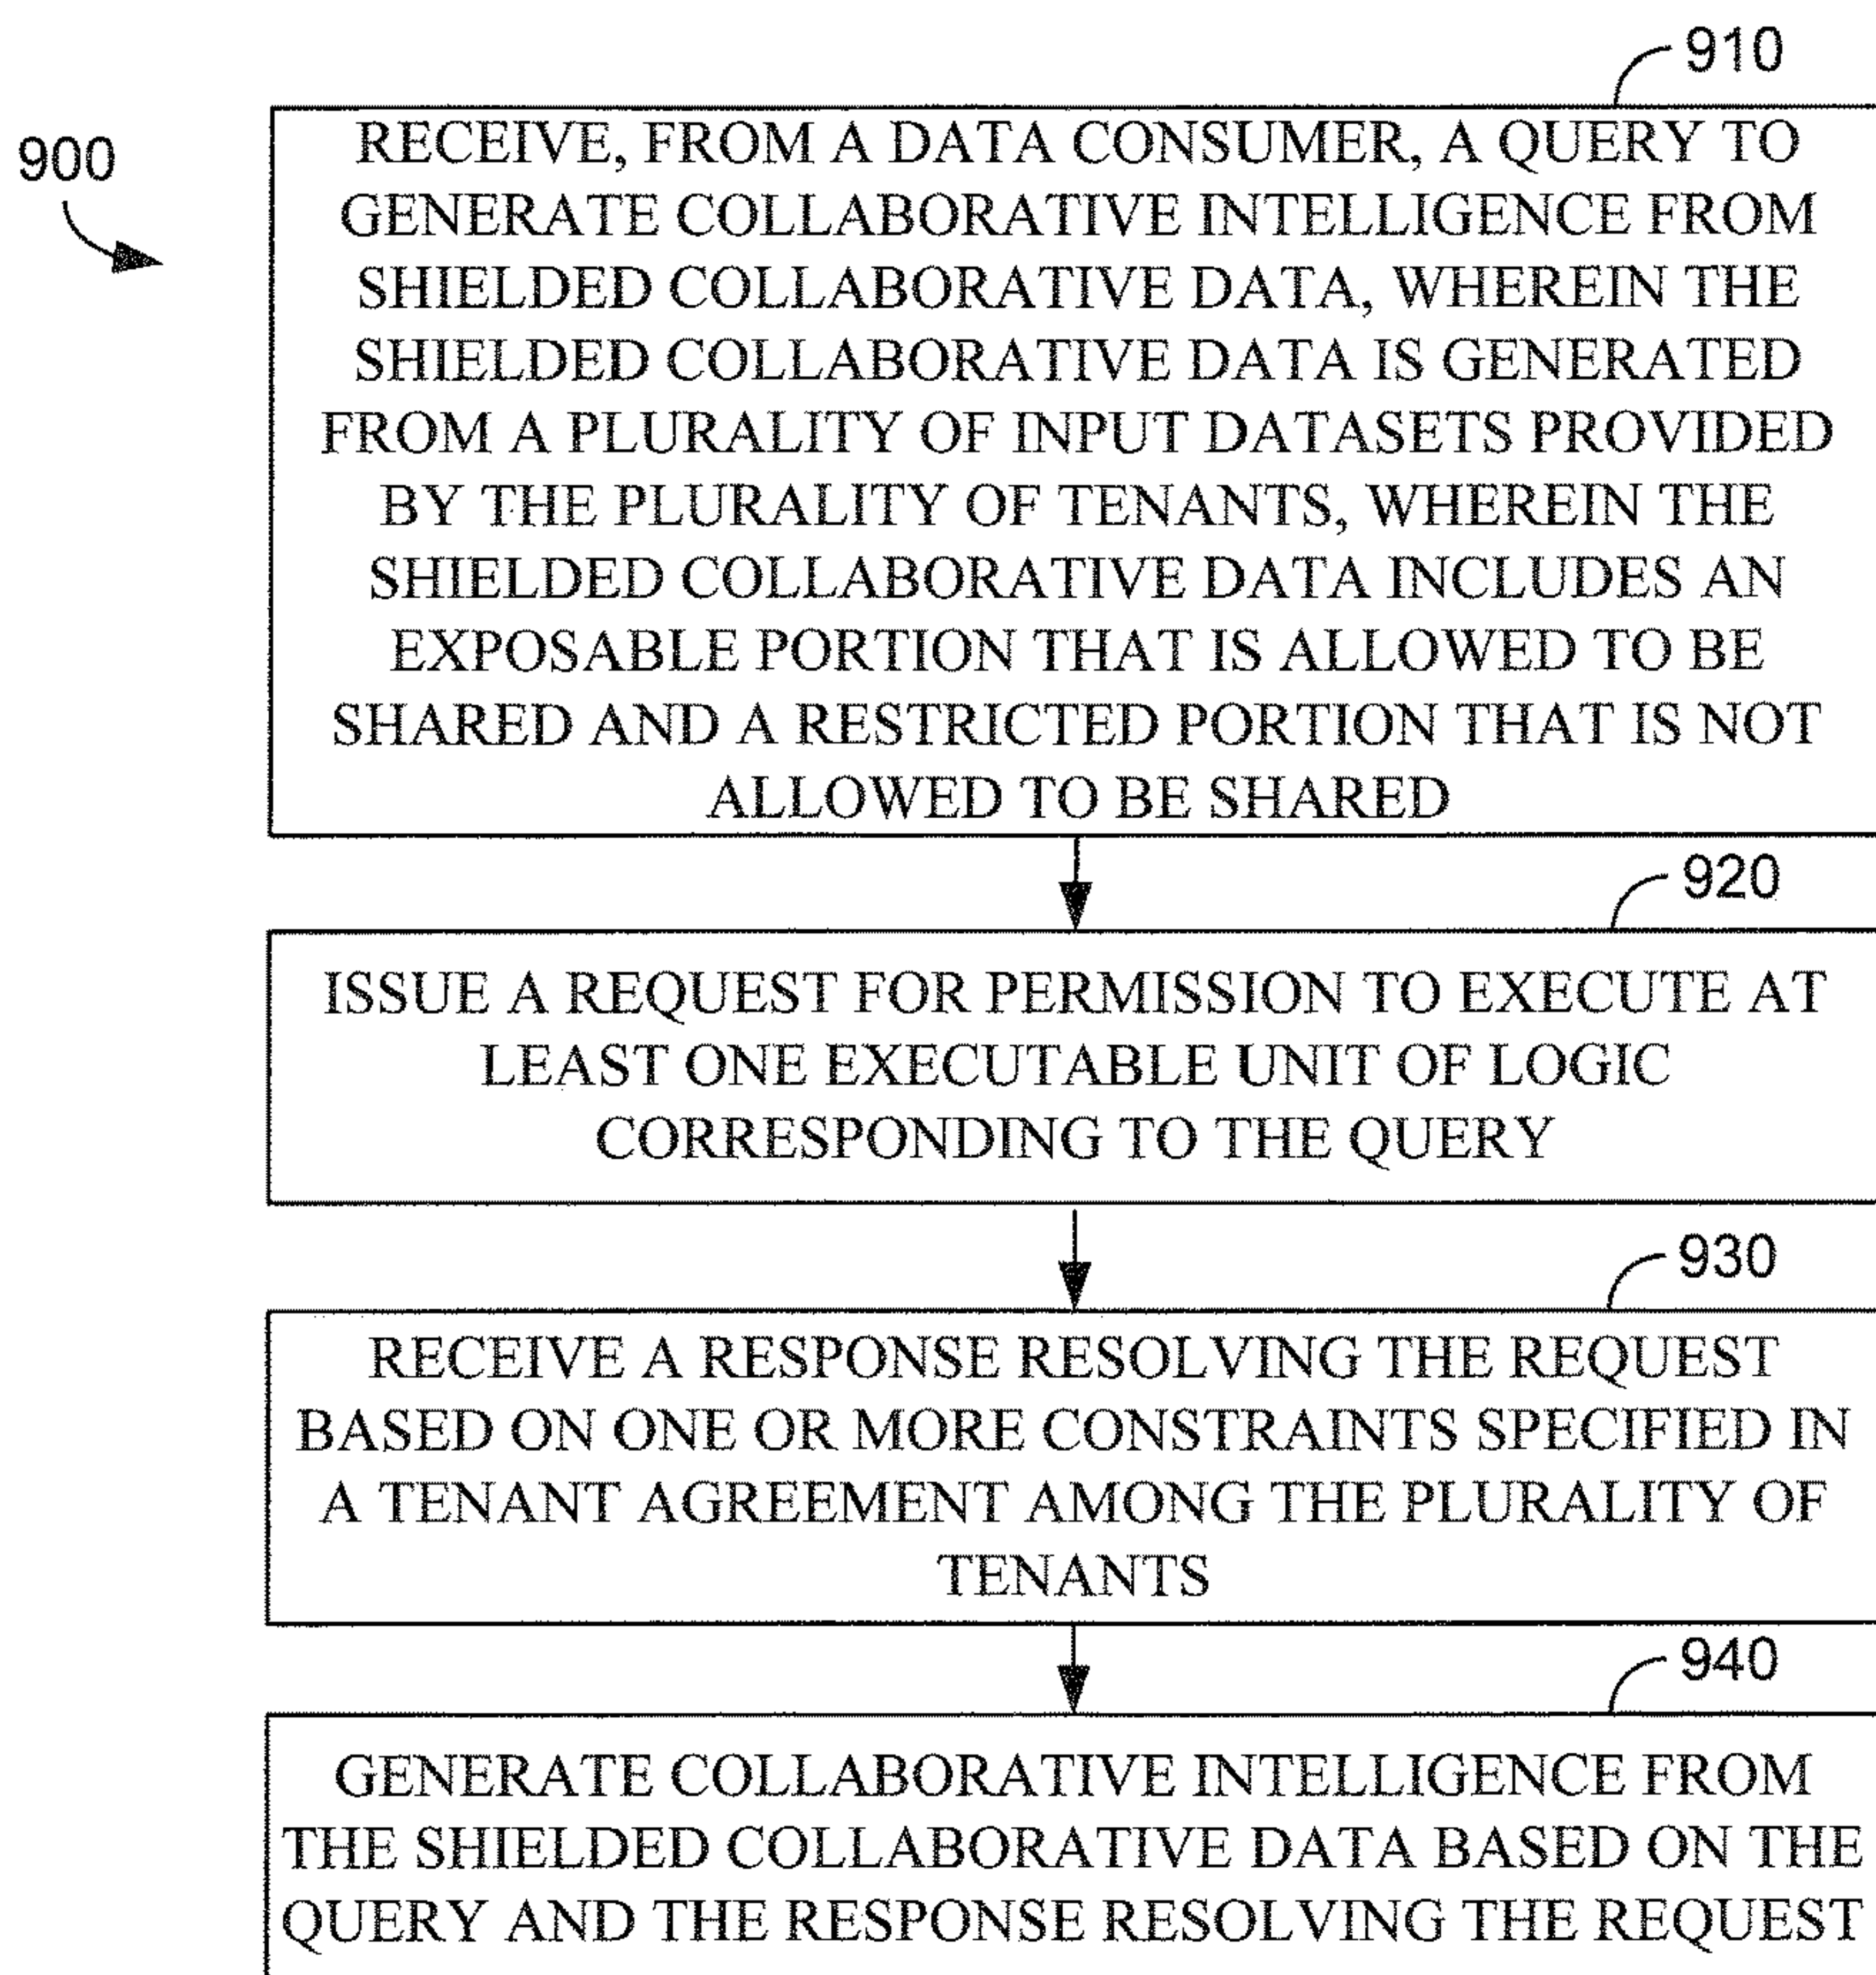 910
900
RECEIVE, FROM A DATA CONSUMER, A QUERY TO
GENERATE COLLABORATIVE INTELLIGENCE FROM
SHIELDED COLLABORATIVE DATA, WHEREIN THE
SHIELDED COLLABORATIVE DATA IS GENERATED
FROM A PLURALITY OF INPUT DATASETS PROVIDED
BY THE PLURALITY OF TENANTS, WHEREIN THE
SHIELDED COLLABORATIVE DATA INCLUDES AN
EXPOSABLE PORTION THAT IS ALLOWED TO BE
SHARED AND A RESTRICTED PORTION THAT IS NOT
ALLOWED TO BE SHARED
920
ISSUE A REQUEST FOR PERMISSION TO EXECUTE AT
LEAST ONE EXECUTABLE UNIT OF LOGIC
CORRESPONDING TO THE QUERY
930
RECEIVE A RESPONSE RESOLVING THE REQUEST
BASED ON ONE OR MORE CONSTRAINTS SPECIFIED IN
A TENANT AGREEMENT AMONG THE PLURALITY OF
TENANTS
940
GENERATE COLLABORATIVE INTELLIGENCE FROM
THE SHIELDED COLLABORATIVE DATA BASED ON THE
QUERY AND THE RESPONSE RESOLVING THE REQUEST